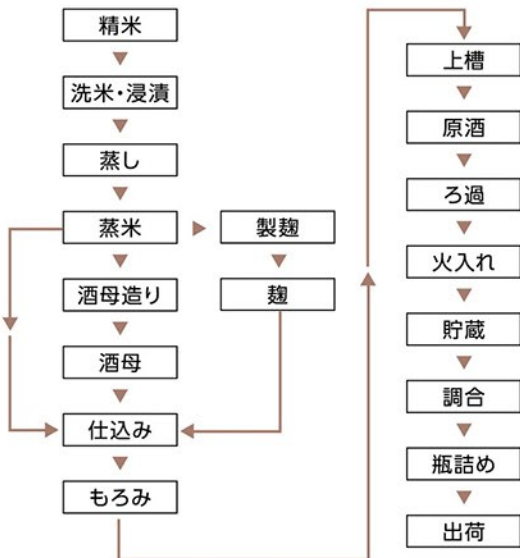 精米
洗米・浸漬
蒸し
蒸米
製麹
酒母造り
麹
酒母
仕込み
もろみ
上槽
原酒
ろ過
火入れ
貯蔵
調合
瓶詰め
出荷